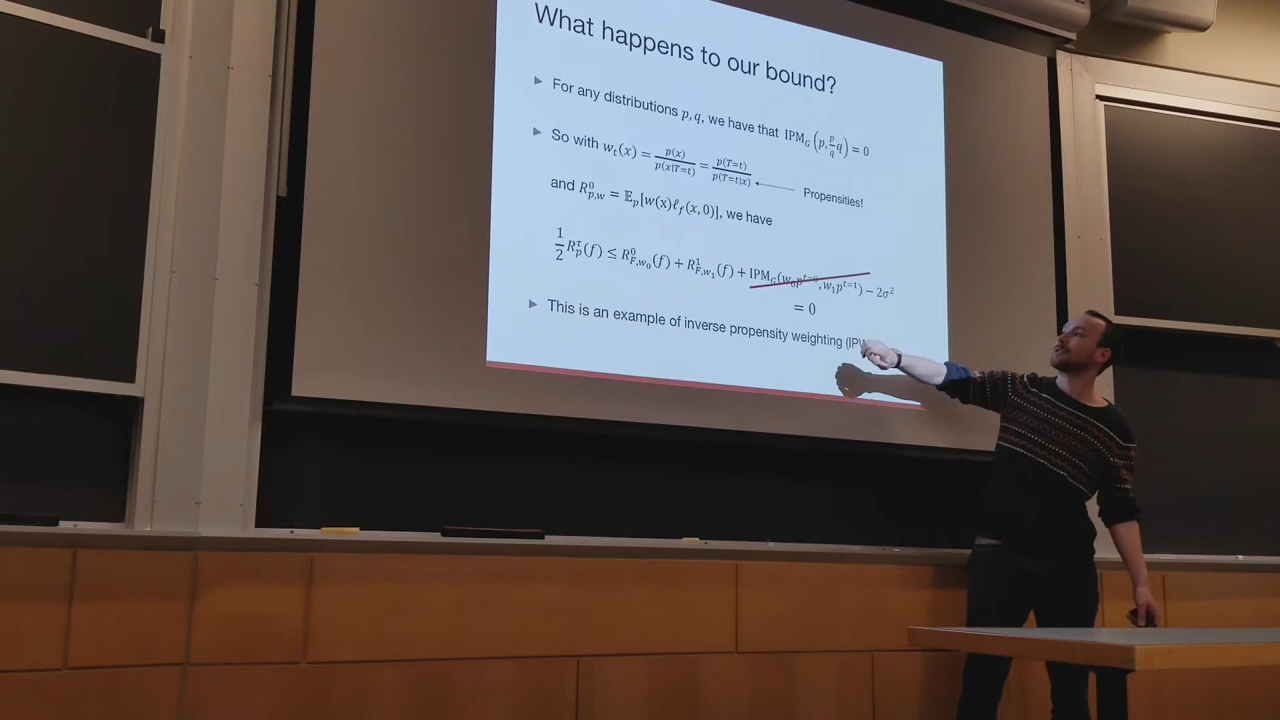 What happens to our bound?
▶ For any distributions p, q, we have that IPM_G (p, p/q q) = 0
▶ So with w_t(x) = p(x)/p(x|T=t) = p(T=t)/p(T=t|x)
Propensities!
and R^0_{p,w} = 𝔼_p[w(x)ℓ_f(x, 0)], we have
1/2 R^τ_p(f) ≤ R^0_{F,w_0}(f) + R^1_{F,w_1}(f) + IPM_G(w_0p^{t=0}, w_1p^{t=1}) − 2σ²
= 0
▶ This is an example of inverse propensity weighting (IPW